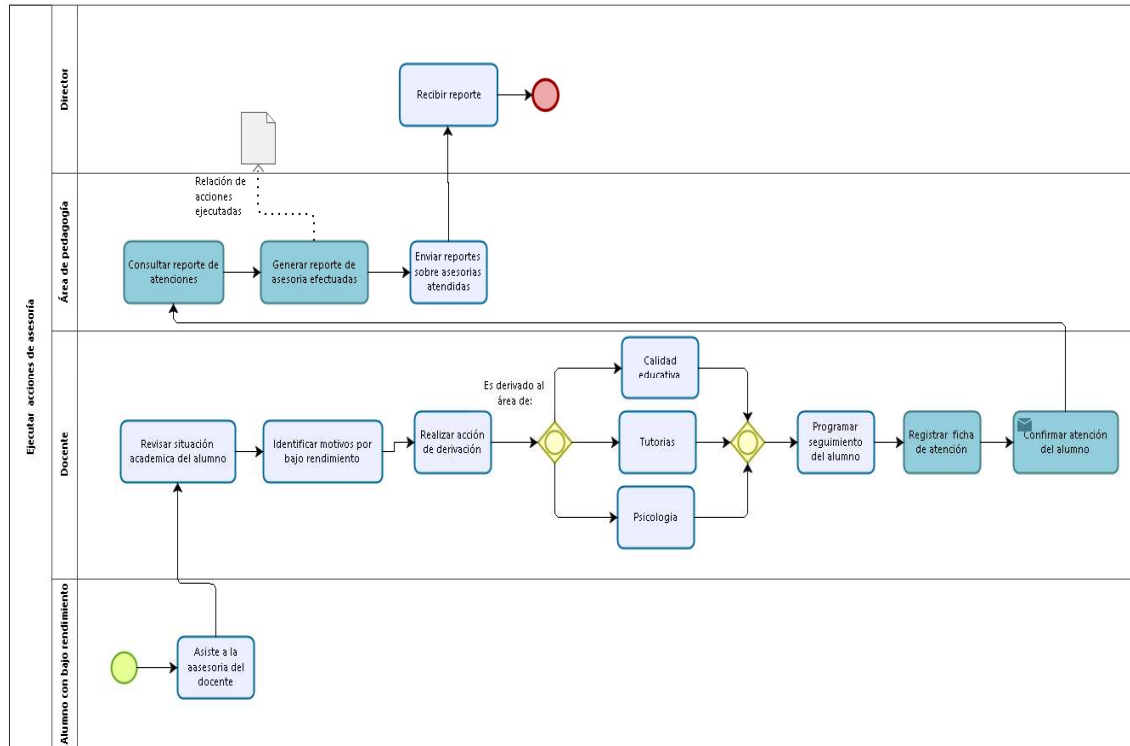 Ejecutar acciones de asesoría
Director
Recibir reporte
Relación de
acciones
ejecutadas
Área de pedagogía
Consultar reporte de
atenciones
Generar reporte de
asesoria efectuadas
Enviar reportes
sobre asesorias
atendidas
Docente
Revisar situación
academica del alumno
Identificar motivos por
bajo rendimiento
Realizar acción
de derivación
Es derivado al
área de:
Calidad
educativa
Tutorias
Psicologia
Programar
seguimiento
del alumno
Registrar ficha
de atención
Confirmar atención
del alumno
Alumno con bajo rendimiento
Asiste a la
aasesoria del
docente